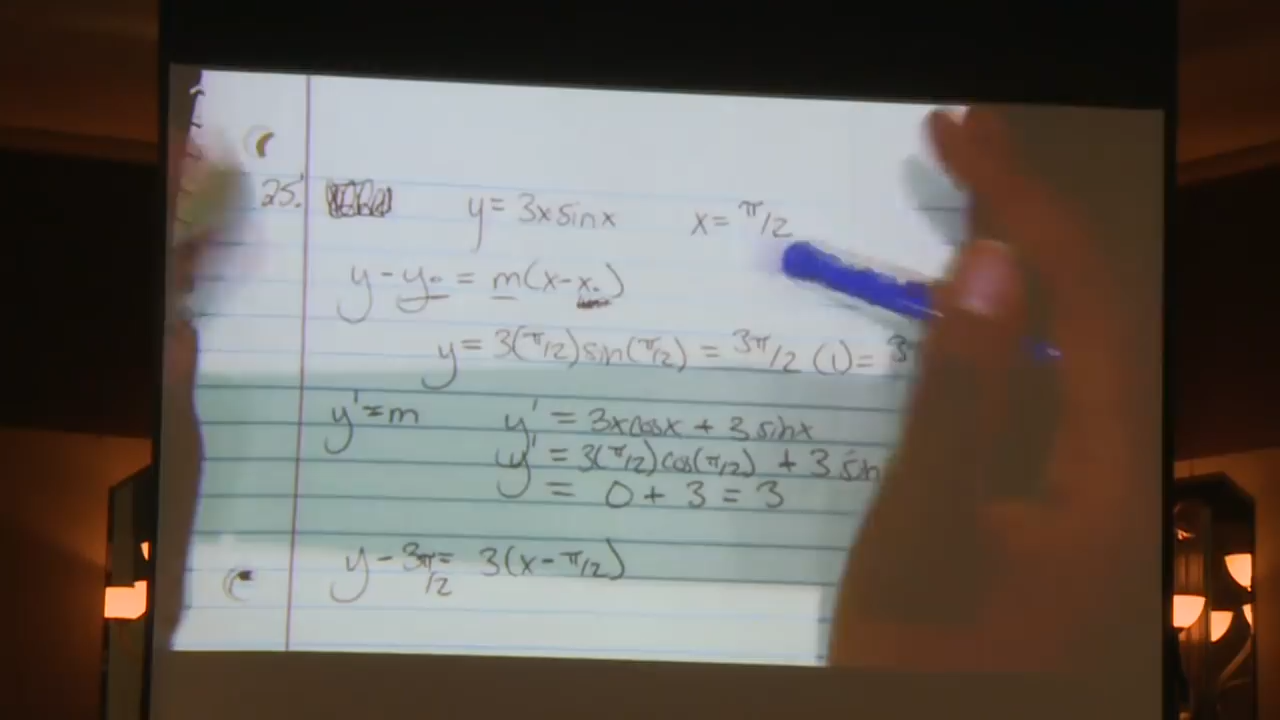 25. y = 3x sin x x = π/2
y - y₀ = m(x - x₀)
y = 3(π/2) sin(π/2) = 3π/2 (1) =
y' = m y' = 3x cos x + 3 sin x
y' = 3(π/2) cos(π/2) + 3 sin
= 0 + 3 = 3
y - 3π/2 = 3(x - π/2)